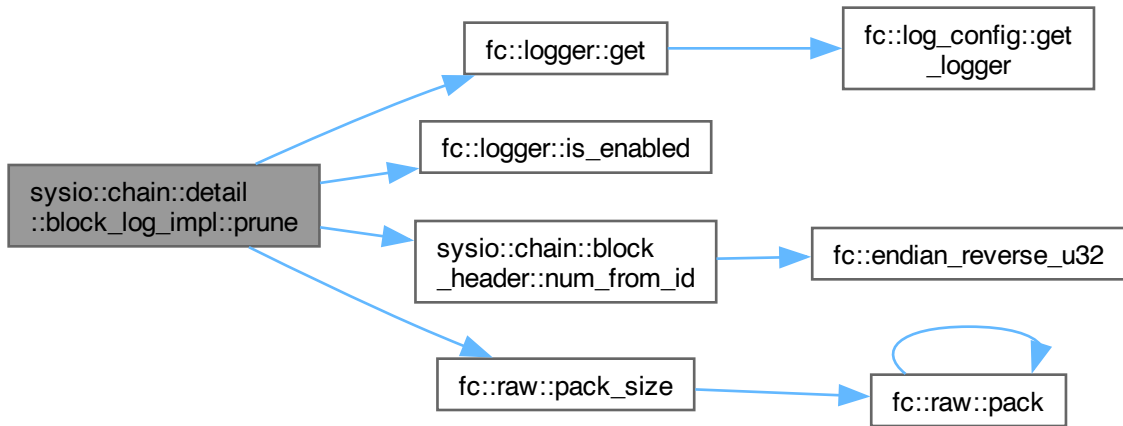 sysio::chain::detail
::block_log_impl::prune
fc::logger::get
fc::log_config::get
_logger
fc::logger::is_enabled
sysio::chain::block
_header::num_from_id
fc::endian_reverse_u32
fc::raw::pack_size
fc::raw::pack